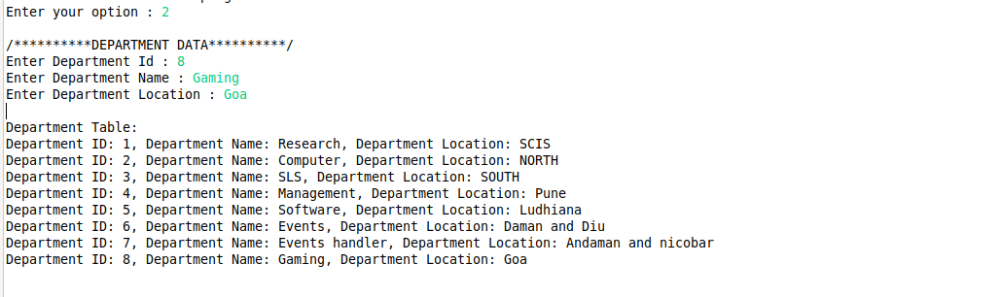 Enter your option : 2
/**********DEPARTMENT DATA**********/
Enter Department Id : 8
Enter Department Name : Gaming
Enter Department Location : Goa
Department Table:
Department ID: 1, Department Name: Research, Department Location: SCIS
Department ID: 2, Department Name: Computer, Department Location: NORTH
Department ID: 3, Department Name: SLS, Department Location: SOUTH
Department ID: 4, Department Name: Management, Department Location: Pune
Department ID: 5, Department Name: Software, Department Location: Ludhiana
Department ID: 6, Department Name: Events, Department Location: Daman and Diu
Department ID: 7, Department Name: Events handler, Department Location: Andaman and nicobar
Department ID: 8, Department Name: Gaming, Department Location: Goa